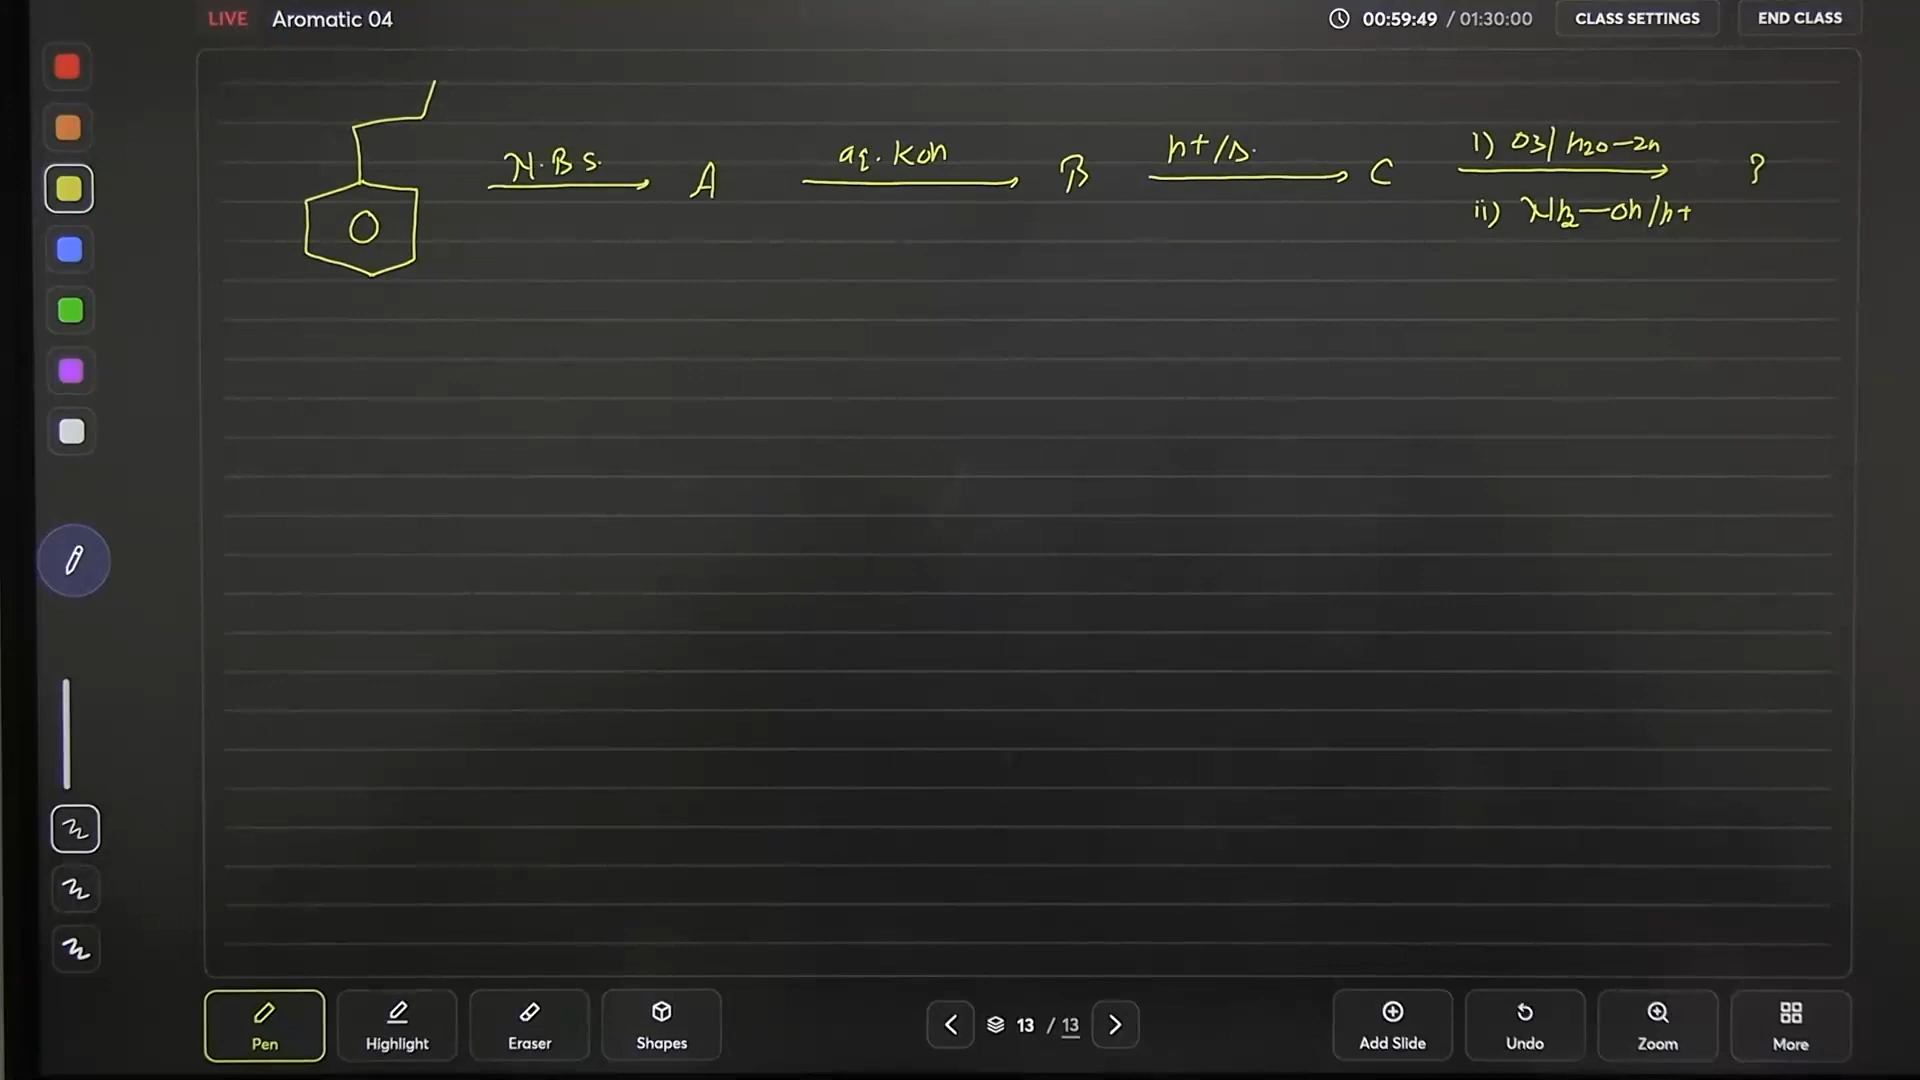 LIVE Aromatic 04
00:59:49 / 01:30:00
CLASS SETTINGS
END CLASS
N.B.S. A aq. Koh B h+/Δ. C i) O3/h2o-zn ?
ii) Nh2-oh/h+
Pen
Highlight
Eraser
Shapes
13 / 13
Add Slide
Undo
Zoom
More